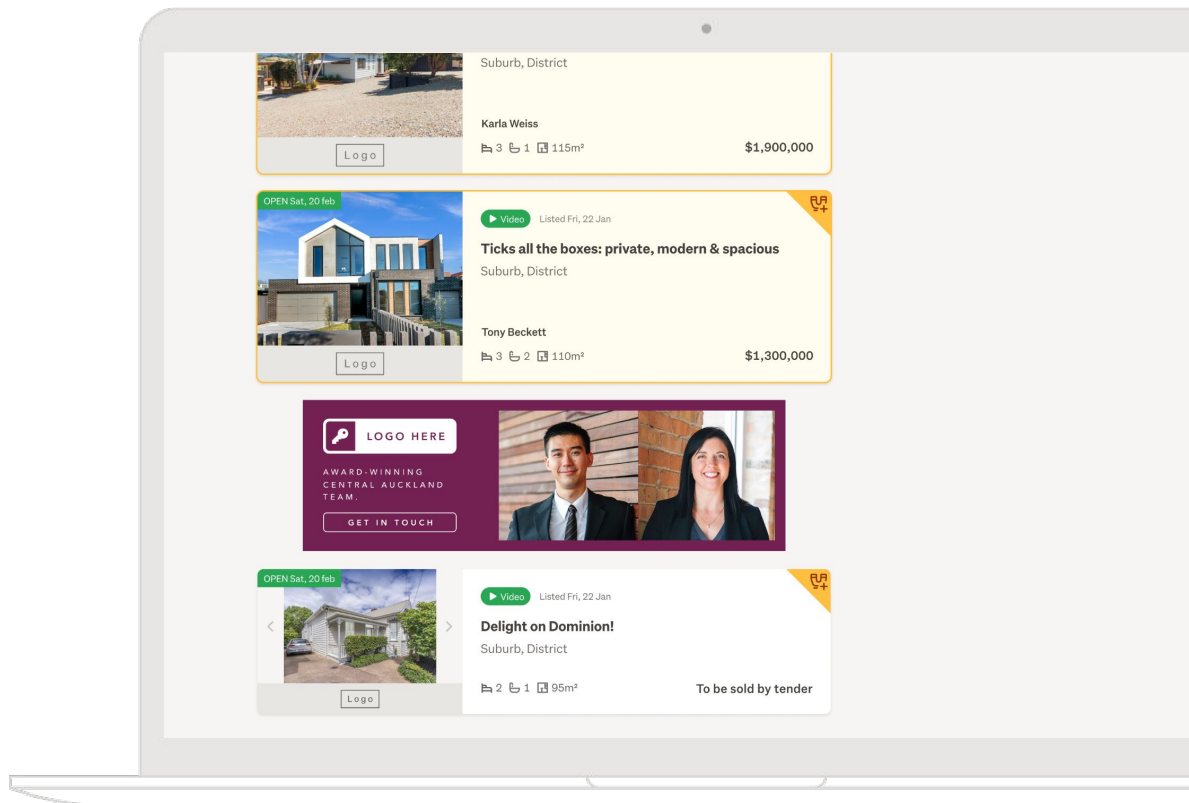 Suburb, District
Karla Weiss
3 1 115m²
$1,900,000
Logo
OPEN Sat, 20 feb
Video Listed Fri, 22 Jan
Ticks all the boxes: private, modern & spacious
Suburb, District
Tony Beckett
3 2 110m²
$1,300,000
Logo
LOGO HERE
AWARD-WINNING
CENTRAL AUCKLAND
TEAM.
GET IN TOUCH
OPEN Sat, 20 feb
Video Listed Fri, 22 Jan
Delight on Dominion!
Suburb, District
2 1 95m²
To be sold by tender
Logo